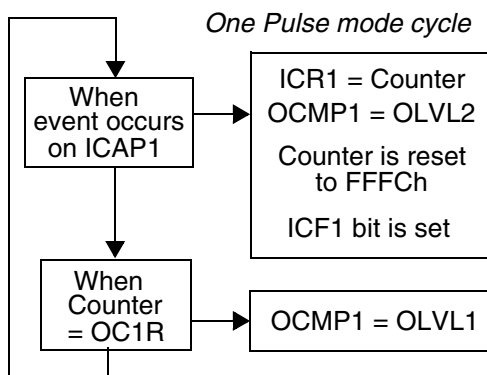 One Pulse mode cycle
When
event occurs
on ICAP1
ICR1 = Counter
OCMP1 = OLVL2
Counter is reset
to FFFCh
ICF1 bit is set
When
Counter
= OC1R
OCMP1 = OLVL1